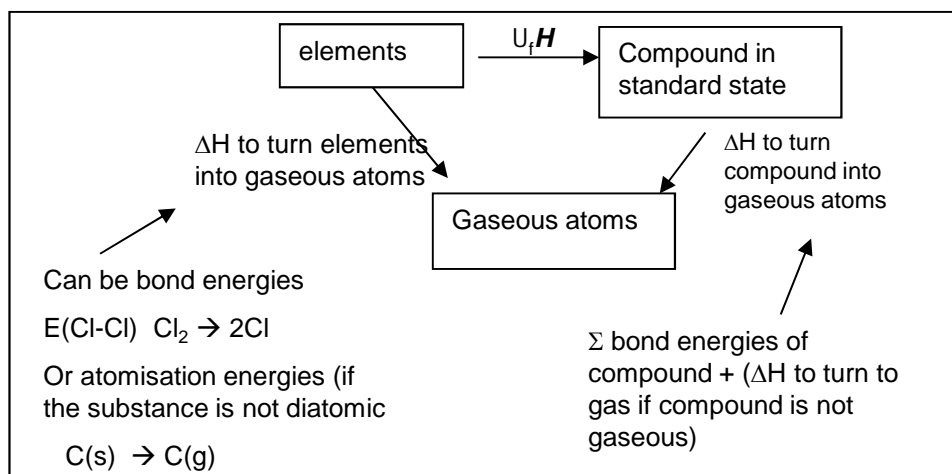 elements
U_f H
Compound in
standard state
ΔH to turn elements
into gaseous atoms
ΔH to turn
compound into
gaseous atoms
Gaseous atoms
Can be bond energies
E(Cl-Cl) Cl₂ → 2Cl
Or atomisation energies (if
the substance is not diatomic
C(s) → C(g)
Σ bond energies of
compound + (ΔH to turn to
gas if compound is not
gaseous)